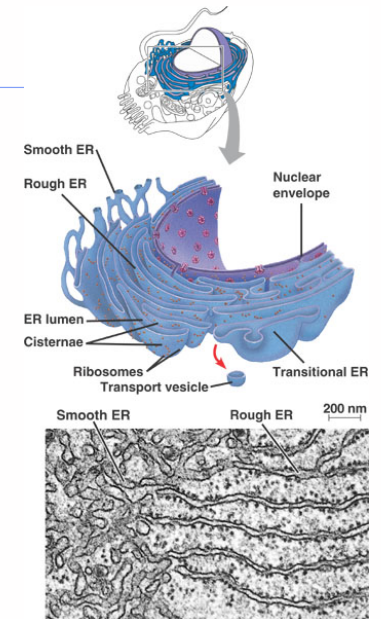 Smooth ER
Rough ER
Nuclear
envelope
ER lumen
Cisternae
Ribosomes
Transport vesicle
Transitional ER
Smooth ER
Rough ER
200 nm